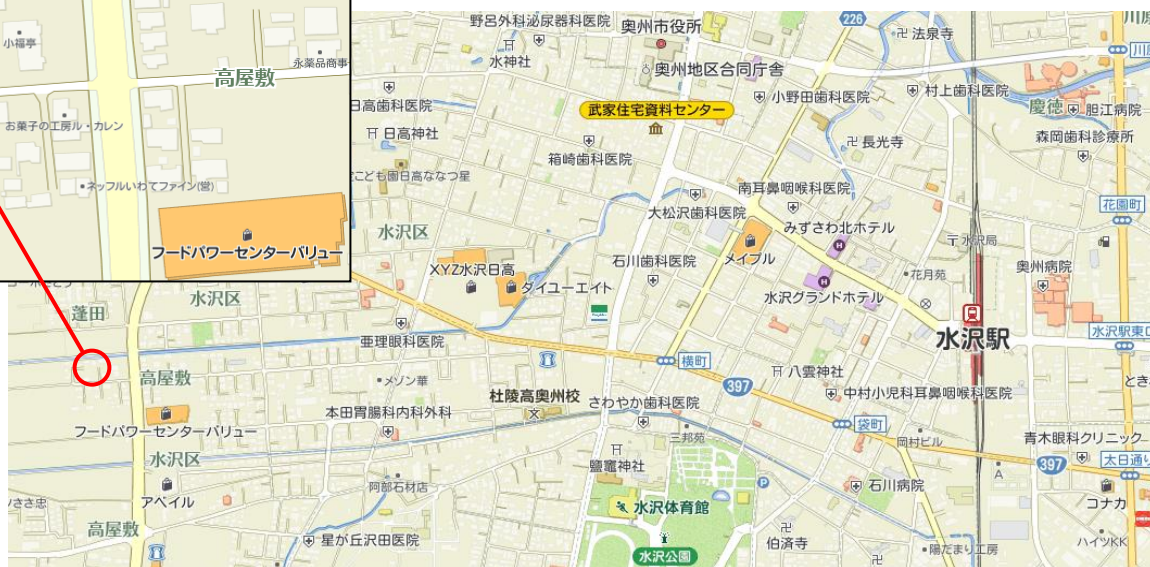 小福亭
永薬品商事
高屋敷
お菓子の工房ル・カレン
ネッフルいわてファイン(営)
フードパワーセンターバリュー
野呂外科泌尿器科医院
奥州市役所
226
法泉寺
水神社
奥州地区合同庁舎
日高歯科医院
武家住宅資料センター
小野田歯科医院
村上歯科医院
慶徳
胆江病院
日高神社
長光寺
森岡歯科診療所
箱崎歯科医院
こども園日高ななつ星
南耳鼻咽喉科医院
大松沢歯科医院
花園町
水沢区
みずさわ北ホテル
水沢局
メイプル
石川歯科医院
XYZ水沢日高
奥州病院
花月苑
ダイユーエイト
水沢グランドホテル
水沢区
蓬田
水沢駅
水沢駅東口
亜理眼科医院
横町
八雲神社
高屋敷
メゾン華
397
中村小児科耳鼻咽喉科医院
杜陵高奥州校
さわやか歯科医院
本田胃腸科内科外科
袋町
フードパワーセンターバリュー
三邦苑
岡村ビル
青木眼科クリニック
水沢区
鹽竈神社
397
太日通り
阿部石材店
石川病院
A
アベイル
P
コナカ
ささ忠
水沢体育館
高屋敷
星が丘沢田医院
伯済寺
陽だまり工房
ハイツKK
水沢公園